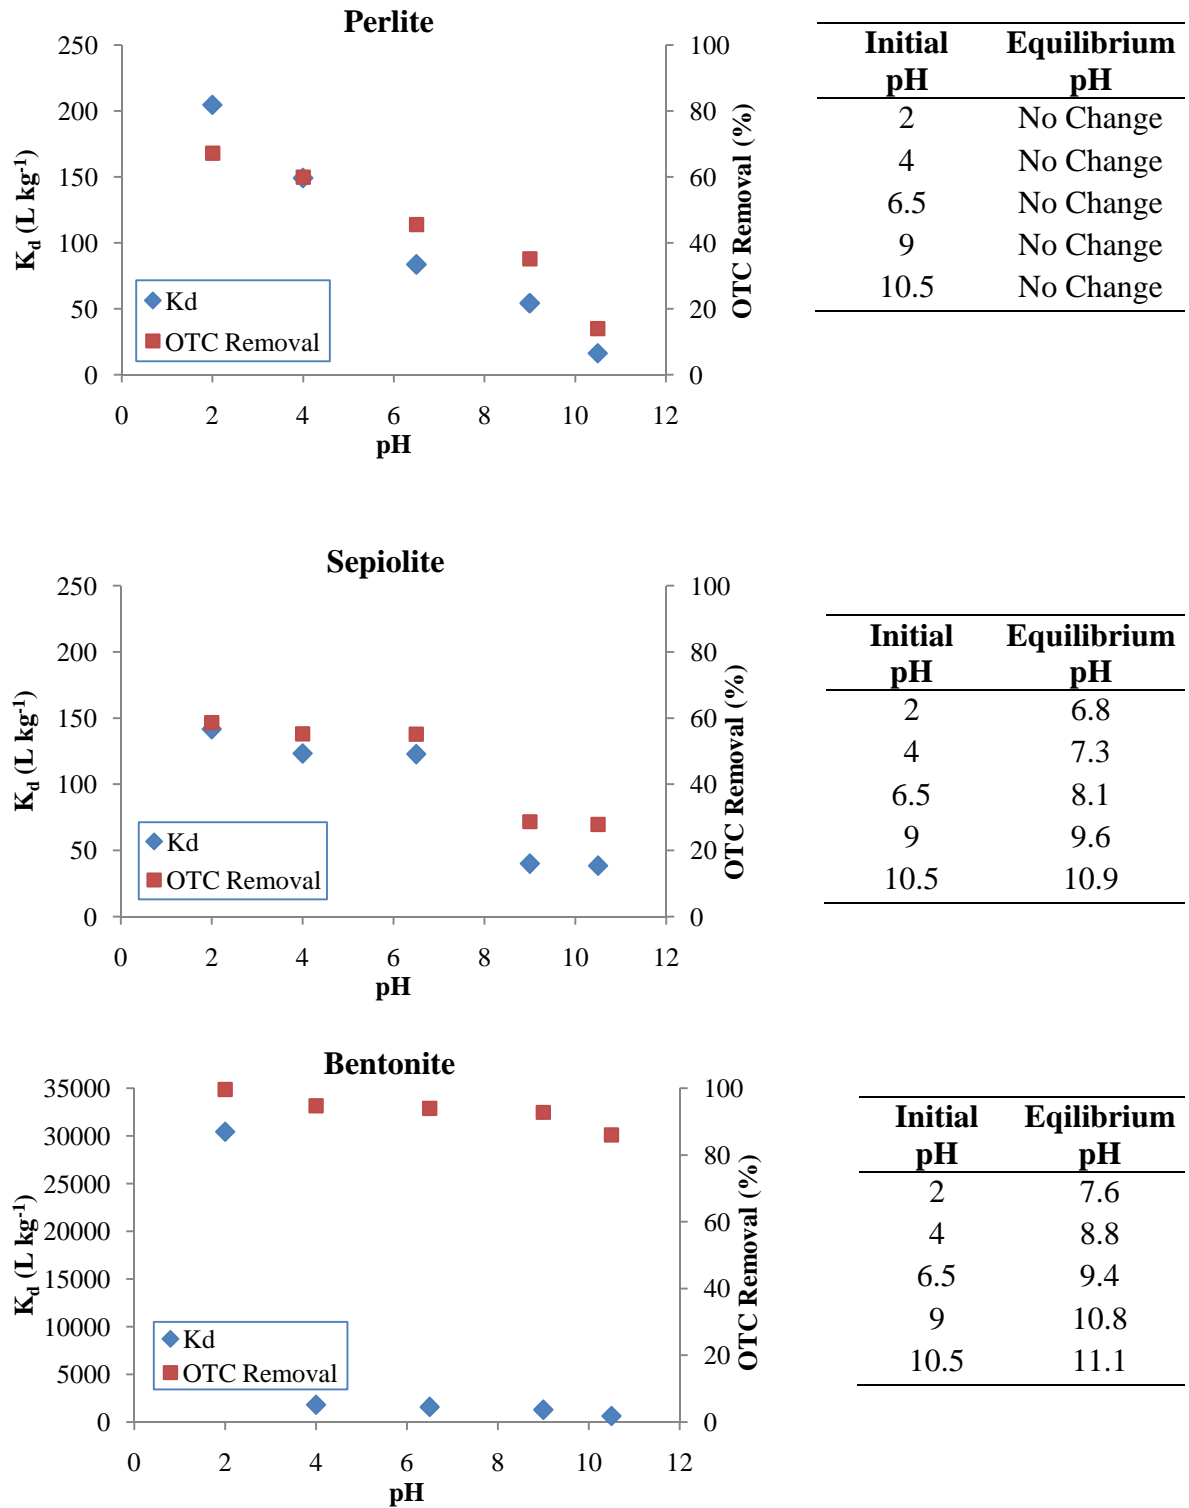 Perlite
250
200
150
100
50
0
K_d (L kg^-1)
100
80
60
40
20
0
OTC Removal (%)
Kd
OTC Removal
0 2 4 6 8 10 12
pH
Initial pH Equilibrium pH
2 No Change
4 No Change
6.5 No Change
9 No Change
10.5 No Change
Sepiolite
250
200
150
100
50
0
K_d (L kg^-1)
100
80
60
40
20
0
OTC Removal (%)
Kd
OTC Removal
0 2 4 6 8 10 12
pH
Initial pH Equilibrium pH
2 6.8
4 7.3
6.5 8.1
9 9.6
10.5 10.9
Bentonite
35000
30000
25000
20000
15000
10000
5000
0
K_d (L kg^-1)
100
80
60
40
20
0
OTC Removal (%)
Kd
OTC Removal
0 2 4 6 8 10 12
pH
Initial pH Eqilibrium pH
2 7.6
4 8.8
6.5 9.4
9 10.8
10.5 11.1